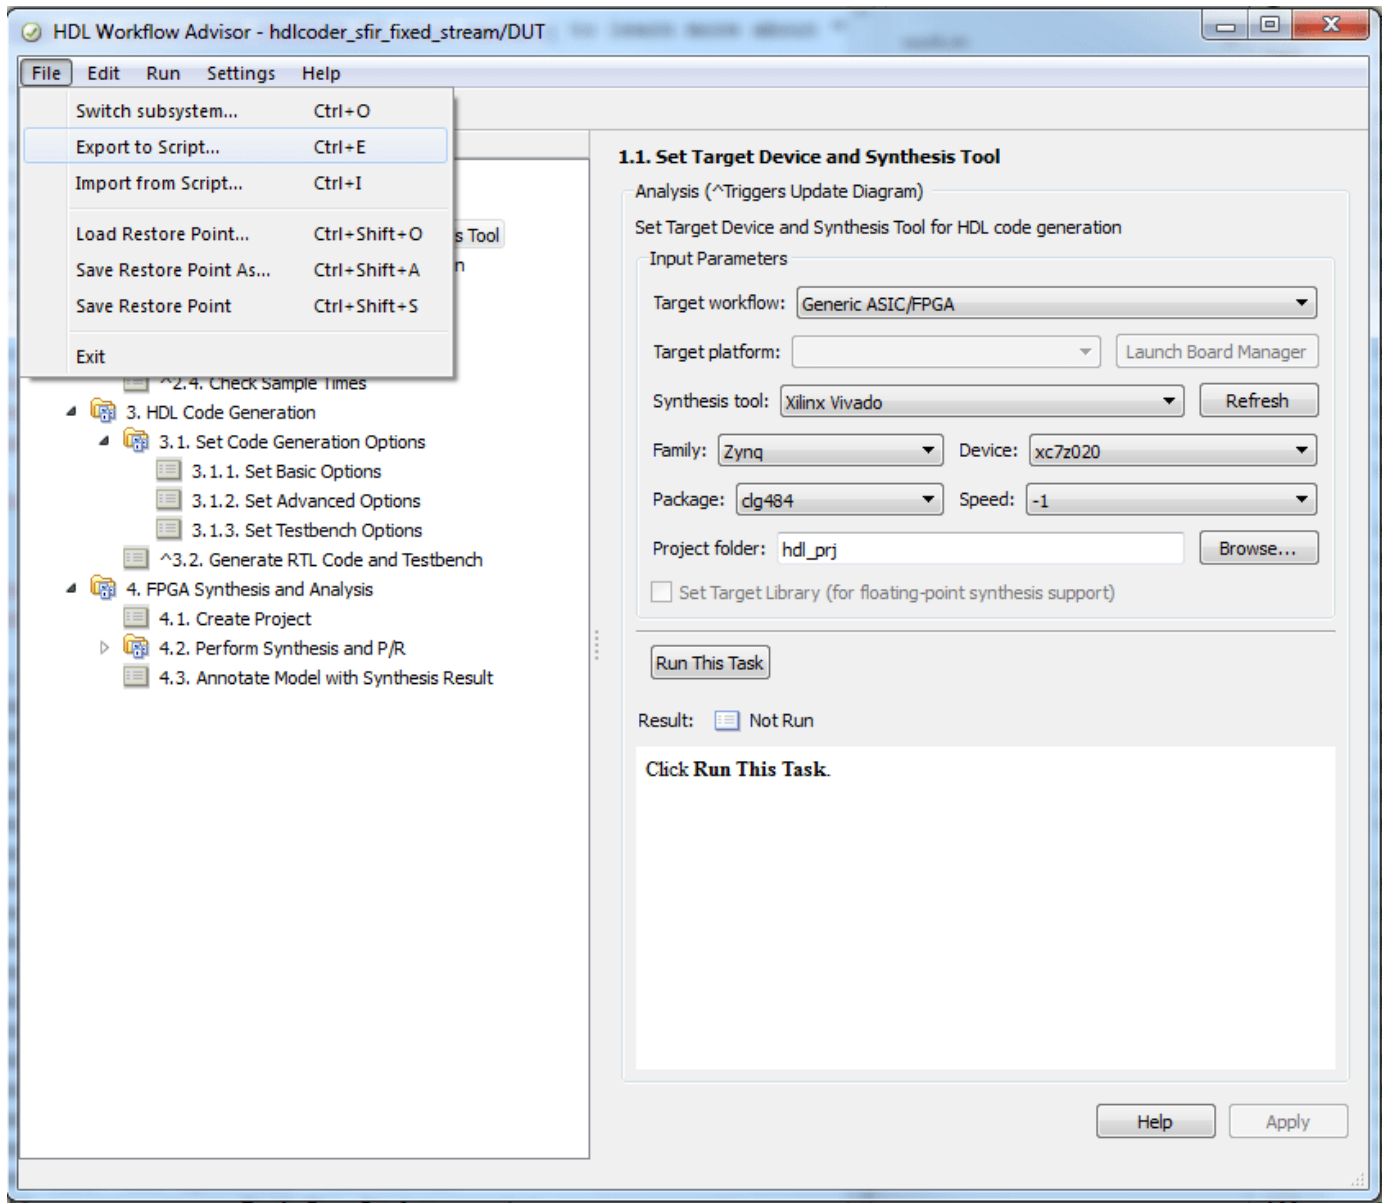 HDL Workflow Advisor - hdlcoder_sfir_fixed_stream/DUT
File Edit Run Settings Help
Switch subsystem... Ctrl+O
Export to Script... Ctrl+E
Import from Script... Ctrl+I
Load Restore Point... Ctrl+Shift+O
Save Restore Point As... Ctrl+Shift+A
Save Restore Point Ctrl+Shift+S
Exit
s Tool
n
^2.4. Check Sample Times
3. HDL Code Generation
3.1. Set Code Generation Options
3.1.1. Set Basic Options
3.1.2. Set Advanced Options
3.1.3. Set Testbench Options
^3.2. Generate RTL Code and Testbench
4. FPGA Synthesis and Analysis
4.1. Create Project
4.2. Perform Synthesis and P/R
4.3. Annotate Model with Synthesis Result
1.1. Set Target Device and Synthesis Tool
Analysis (^Triggers Update Diagram)
Set Target Device and Synthesis Tool for HDL code generation
Input Parameters
Target workflow: Generic ASIC/FPGA
Target platform: Launch Board Manager
Synthesis tool: Xilinx Vivado Refresh
Family: Zynq Device: xc7z020
Package: clg484 Speed: -1
Project folder: hdl_prj Browse...
Set Target Library (for floating-point synthesis support)
Run This Task
Result: Not Run
Click Run This Task.
Help Apply